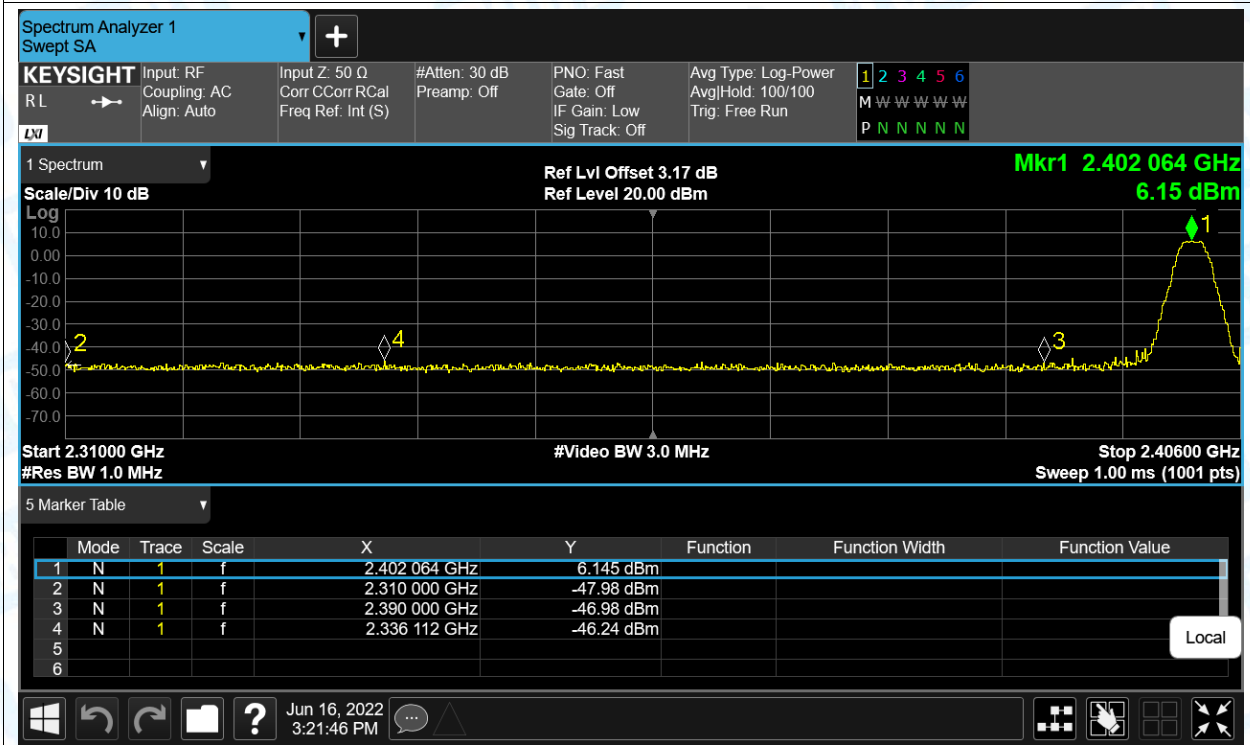 Spectrum Analyzer 1
Swept SA
KEYSIGHT
R L
LXI
Input: RF
Coupling: AC
Align: Auto
Input Z: 50 Ω
Corr CCorr RCal
Freq Ref: Int (S)
#Atten: 30 dB
Preamp: Off
PNO: Fast
Gate: Off
IF Gain: Low
Sig Track: Off
Avg Type: Log-Power
Avg|Hold: 100/100
Trig: Free Run
1 2 3 4 5 6
M W W W W W
P N N N N N
1 Spectrum
Scale/Div 10 dB
Ref Lvl Offset 3.17 dB
Ref Level 20.00 dBm
Mkr1 2.402 064 GHz
6.15 dBm
Log
10.0
0.00
-10.0
-20.0
-30.0
-40.0
-50.0
-60.0
-70.0
1
2
4
3
Start 2.31000 GHz
#Res BW 1.0 MHz
#Video BW 3.0 MHz
Stop 2.40600 GHz
Sweep 1.00 ms (1001 pts)
5 Marker Table
Mode Trace Scale X Y Function Function Width Function Value
1 N 1 f 2.402 064 GHz 6.145 dBm
2 N 1 f 2.310 000 GHz -47.98 dBm
3 N 1 f 2.390 000 GHz -46.98 dBm
4 N 1 f 2.336 112 GHz -46.24 dBm
5
6
Local
?
Jun 16, 2022
3:21:46 PM